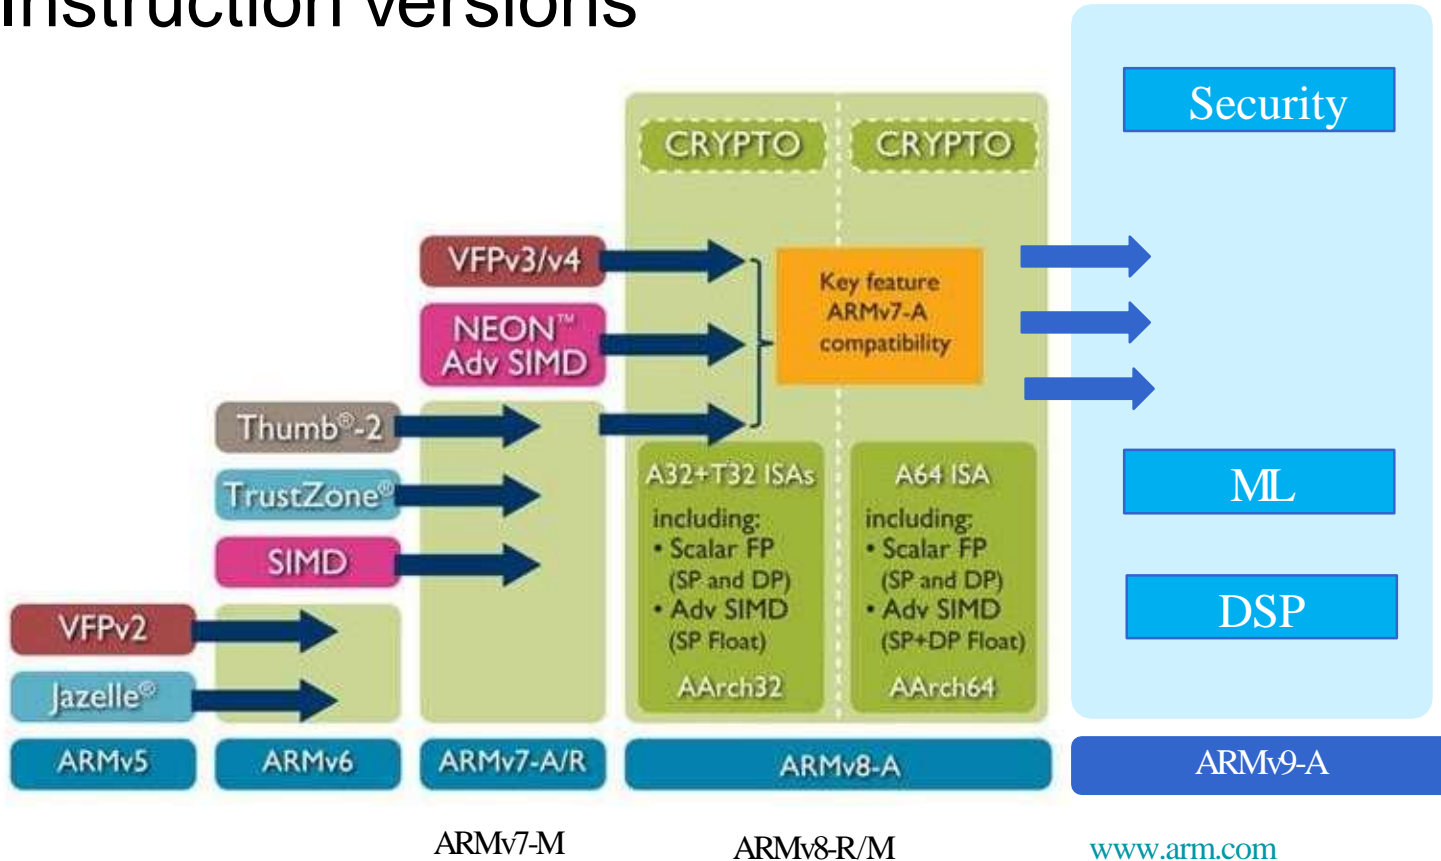 Instruction versions
Security
CRYPTO
CRYPTO
VFPv3/v4
NEON™
Adv SIMD
Key feature
ARMv7-A
compatibility
Thumb®-2
TrustZone®
SIMD
A32+T32 ISAs
including:
• Scalar FP
(SP and DP)
• Adv SIMD
(SP Float)
AArch32
A64 ISA
including:
• Scalar FP
(SP and DP)
• Adv SIMD
(SP+DP Float)
AArch64
ML
DSP
VFPv2
Jazelle®
ARMv5
ARMv6
ARMv7-A/R
ARMv8-A
ARMv9-A
ARMv7-M
ARMv8-R/M
www.arm.com